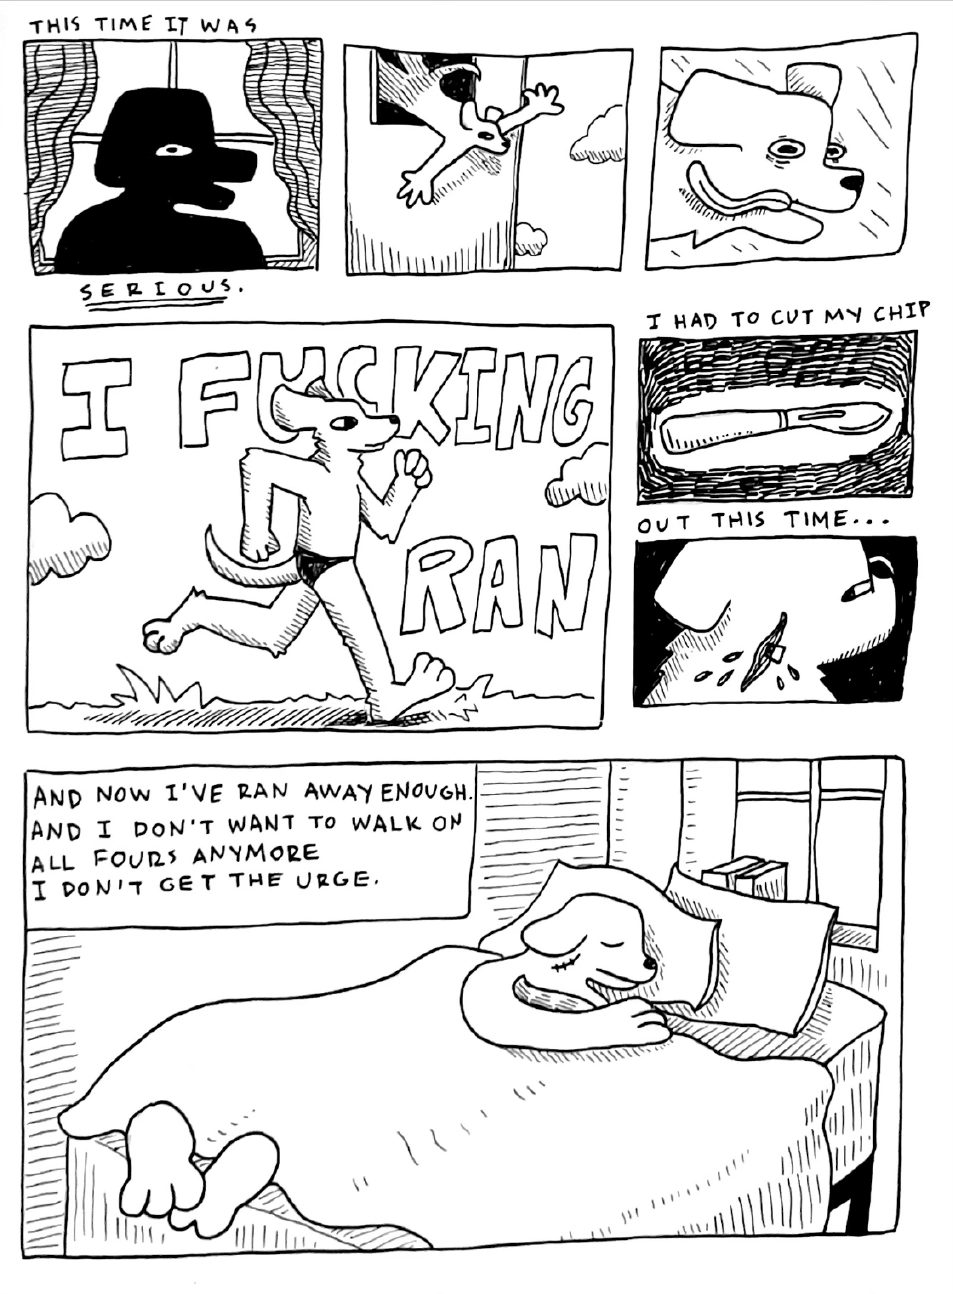 THIS TIME IT WAS
SERIOUS.
I FUCKING
RAN
I HAD TO CUT MY CHIP
OUT THIS TIME...
AND NOW I'VE RAN AWAY ENOUGH.
AND I DON'T WANT TO WALK ON
ALL FOURS ANYMORE
I DON'T GET THE URGE.